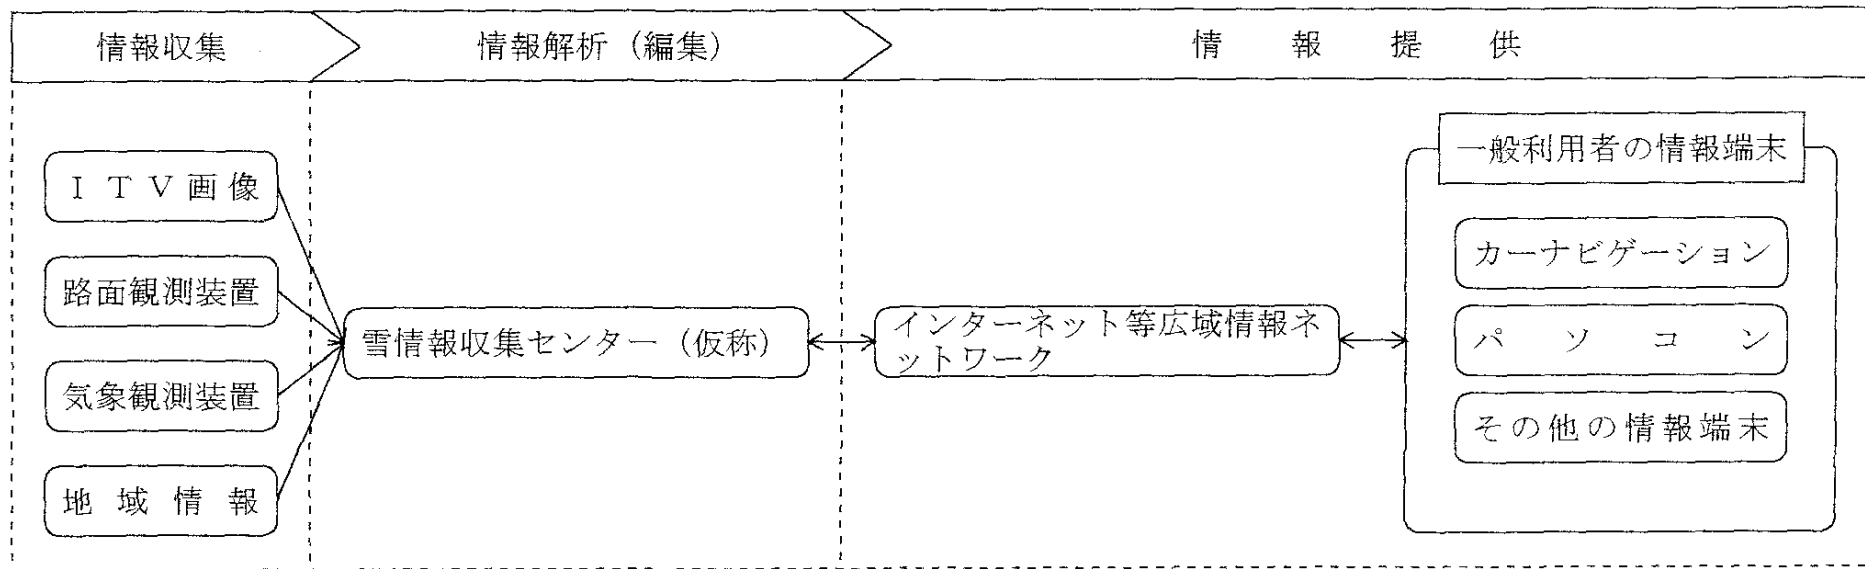 情報収集
情報解析（編集）
情報提供
ＩＴＶ画像
路面観測装置
気象観測装置
地域情報
雪情報収集センター（仮称）
インターネット等広域情報ネ
ットワーク
一般利用者の情報端末
カーナビゲーション
パソコン
その他の情報端末